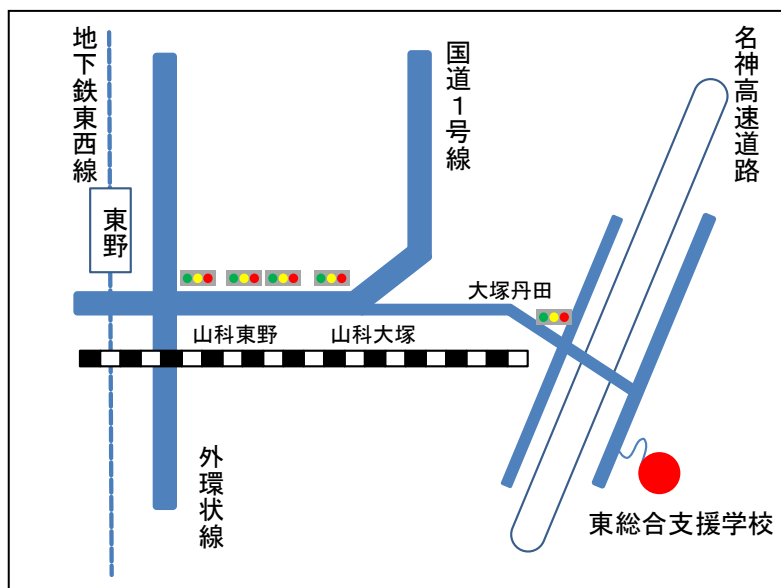 地下鉄東西線
国道１号線
名神高速道路
東野
大塚丹田
山科東野
山科大塚
外環状線
東総合支援学校